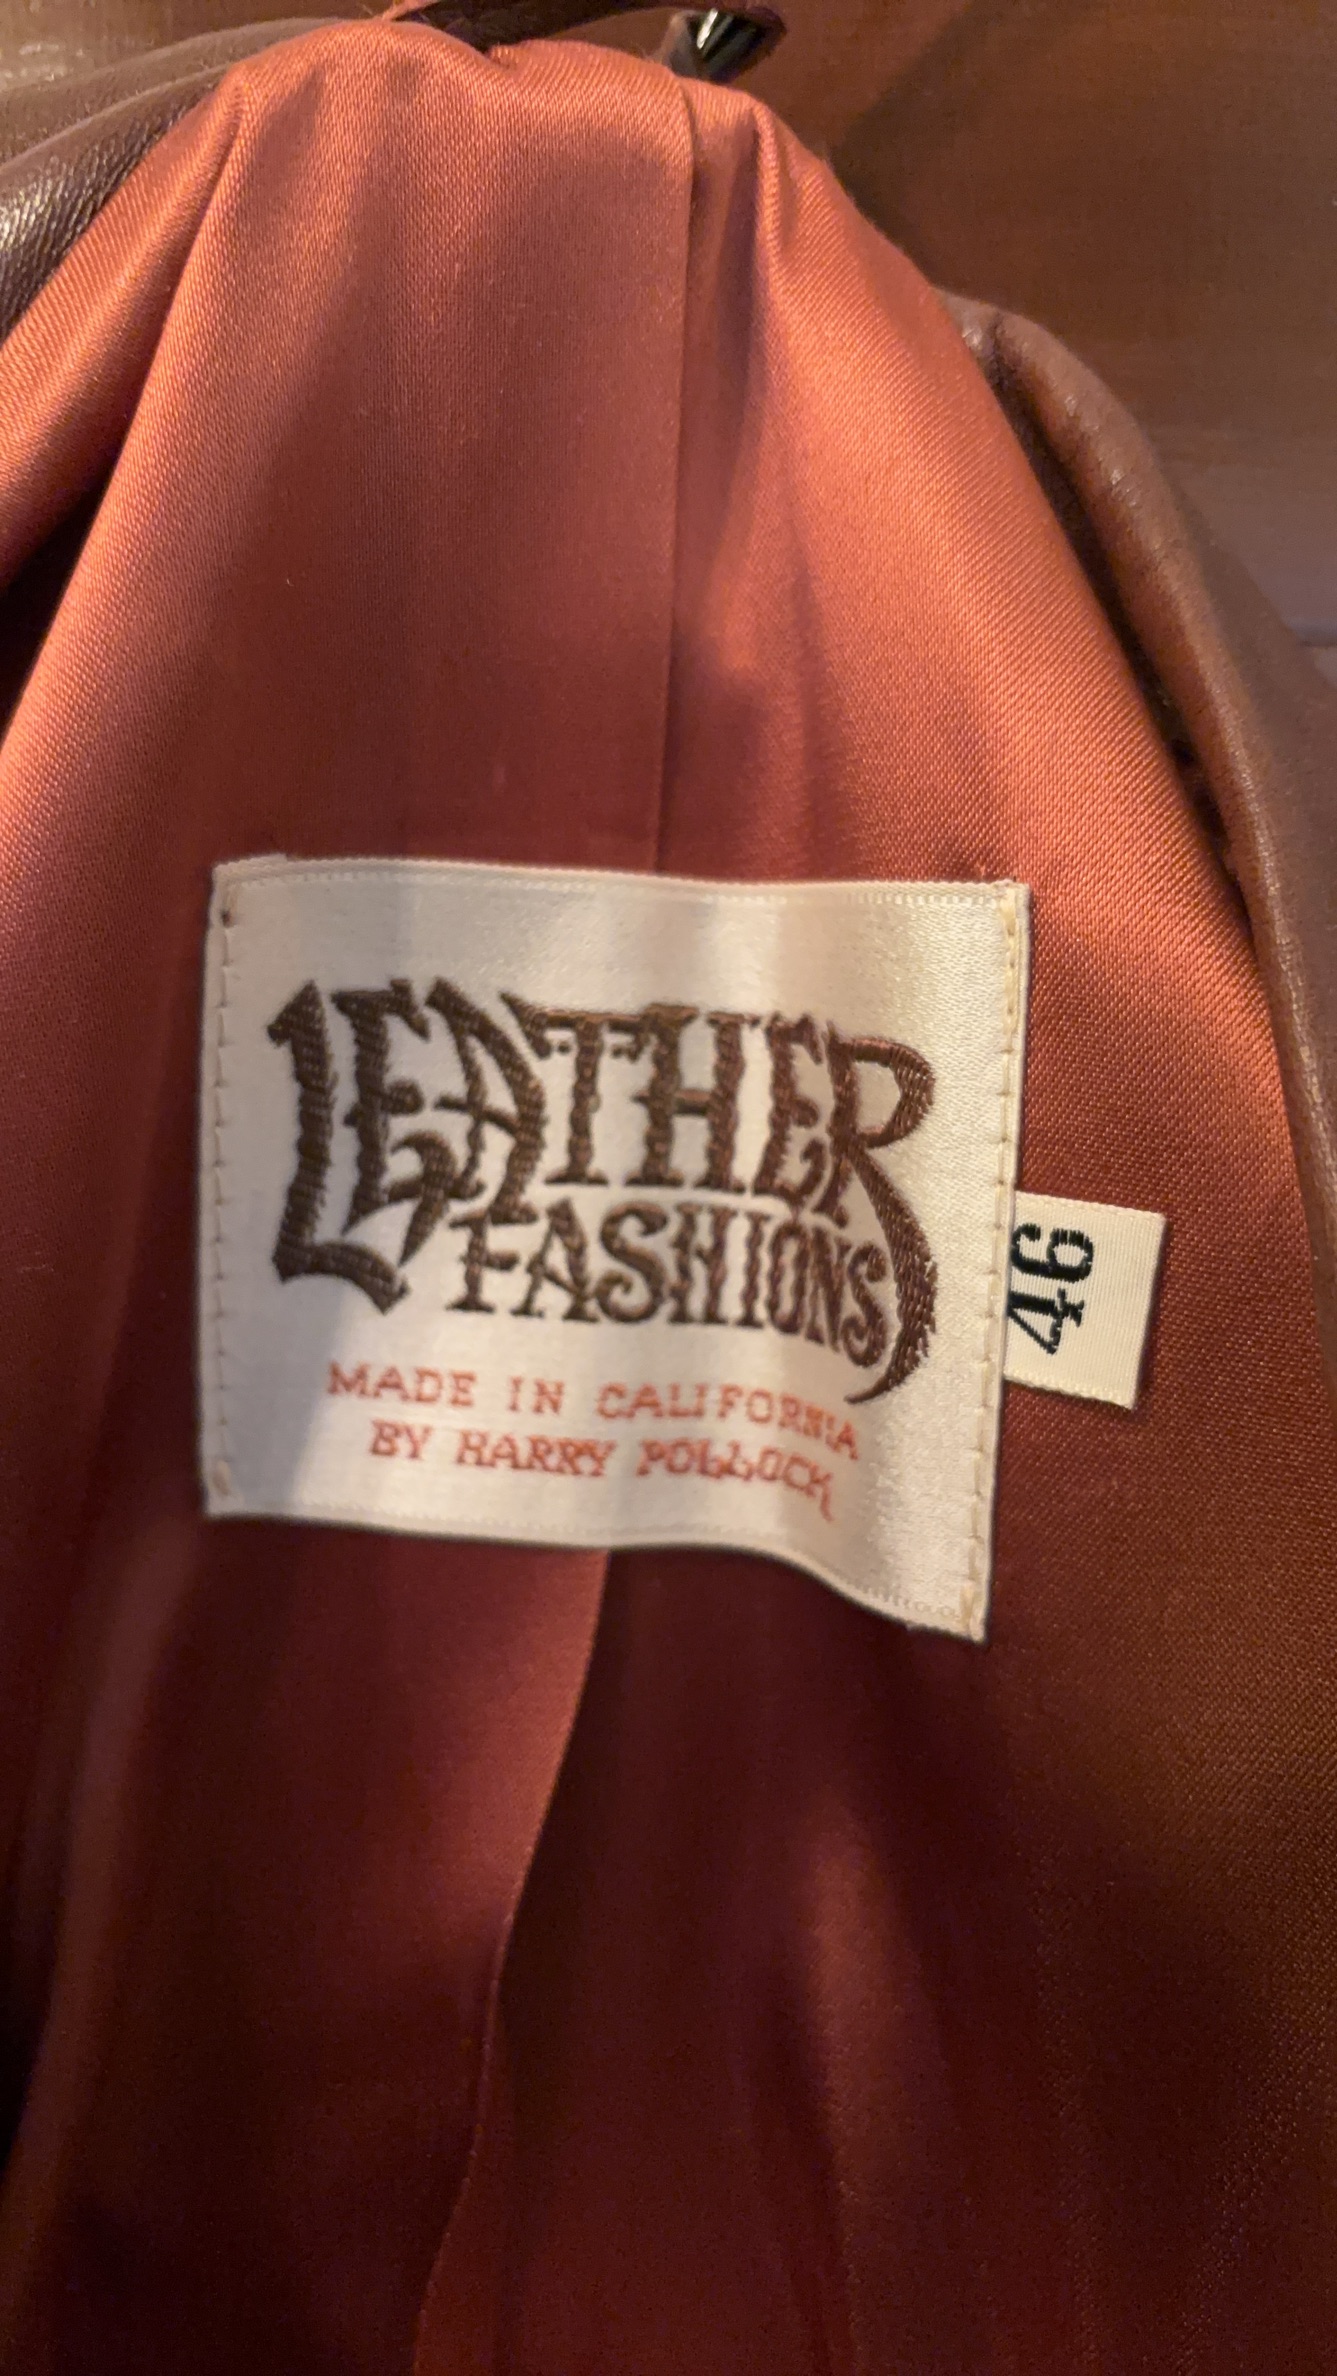 LEATHER
FASHIONS
MADE IN CALIFORNIA
BY HARRY POLLOCK
46